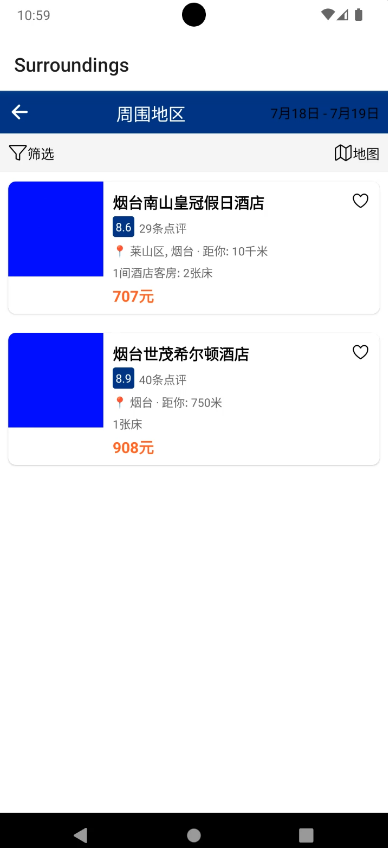 10:59
Surroundings
周围地区
7月18日 - 7月19日
筛选
地图
烟台南山皇冠假日酒店
8.6 29条点评
莱山区, 烟台 · 距你: 10千米
1间酒店客房: 2张床
707元
烟台世茂希尔顿酒店
8.9 40条点评
烟台 · 距你: 750米
1张床
908元